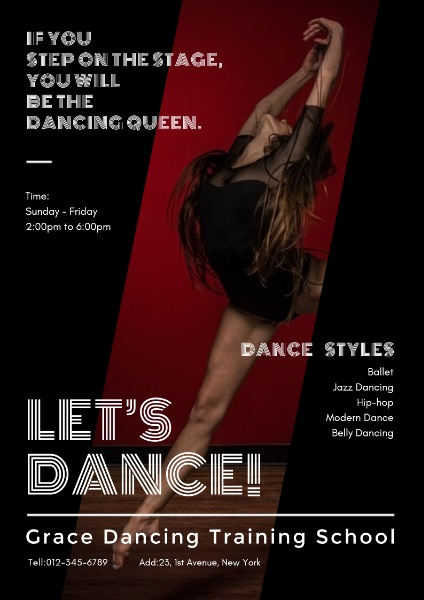 IF YOU
STEP ON THE STAGE,
YOU WILL
BE THE
DANCING QUEEN.
Time:
Sunday - Friday
2:00pm to 6:00pm
DANCE STYLES
Ballet
Jazz Dancing
Hip-hop
Modern Dance
Belly Dancing
LET'S
DANCE!
Grace Dancing Training School
Tell:012-345-6789 Add:23, 1st Avenue, New York